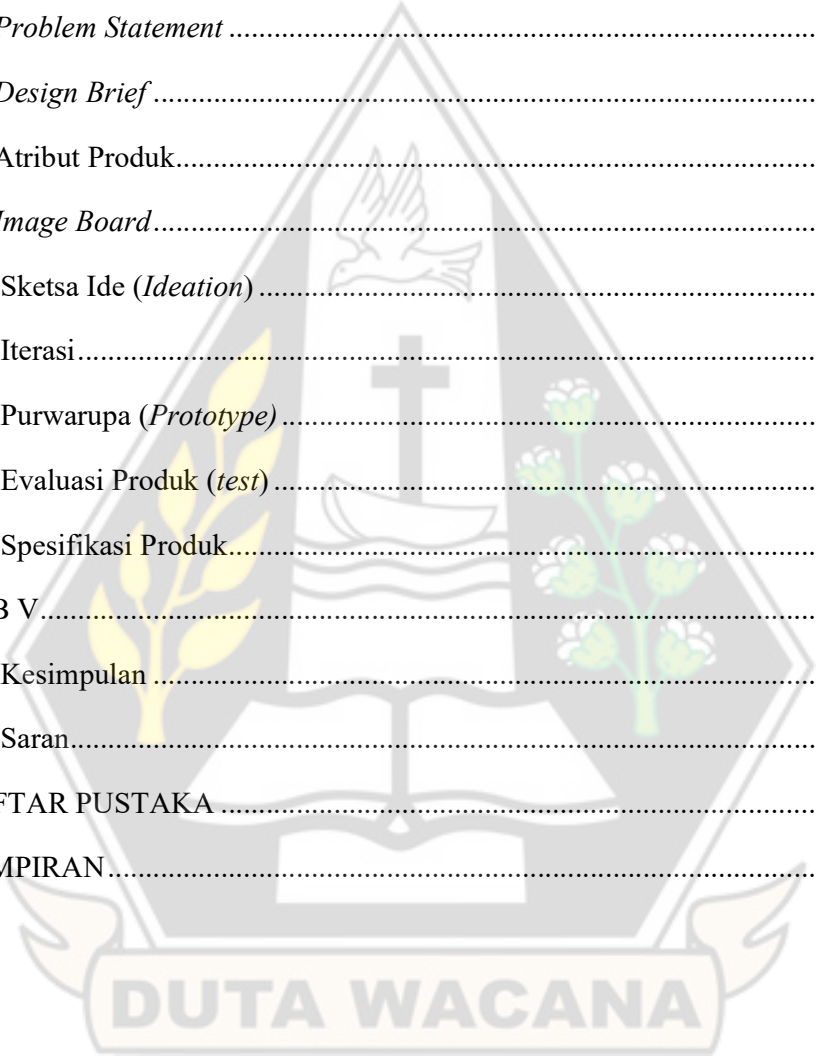 Problem Statement ........................................................................
Design Brief ........................................................................
Atribut Produk........................................................................
Image Board........................................................................
Sketsa Ide (Ideation) ........................................................................
Iterasi........................................................................
Purwarupa (Prototype) ........................................................................
Evaluasi Produk (test) ........................................................................
Spesifikasi Produk........................................................................
B V........................................................................
Kesimpulan ........................................................................
Saran........................................................................
FTAR PUSTAKA ........................................................................
MPIRAN........................................................................
DUTA WACANA